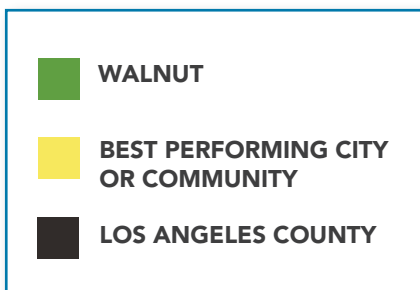 WALNUT
BEST PERFORMING CITY
OR COMMUNITY
LOS ANGELES COUNTY